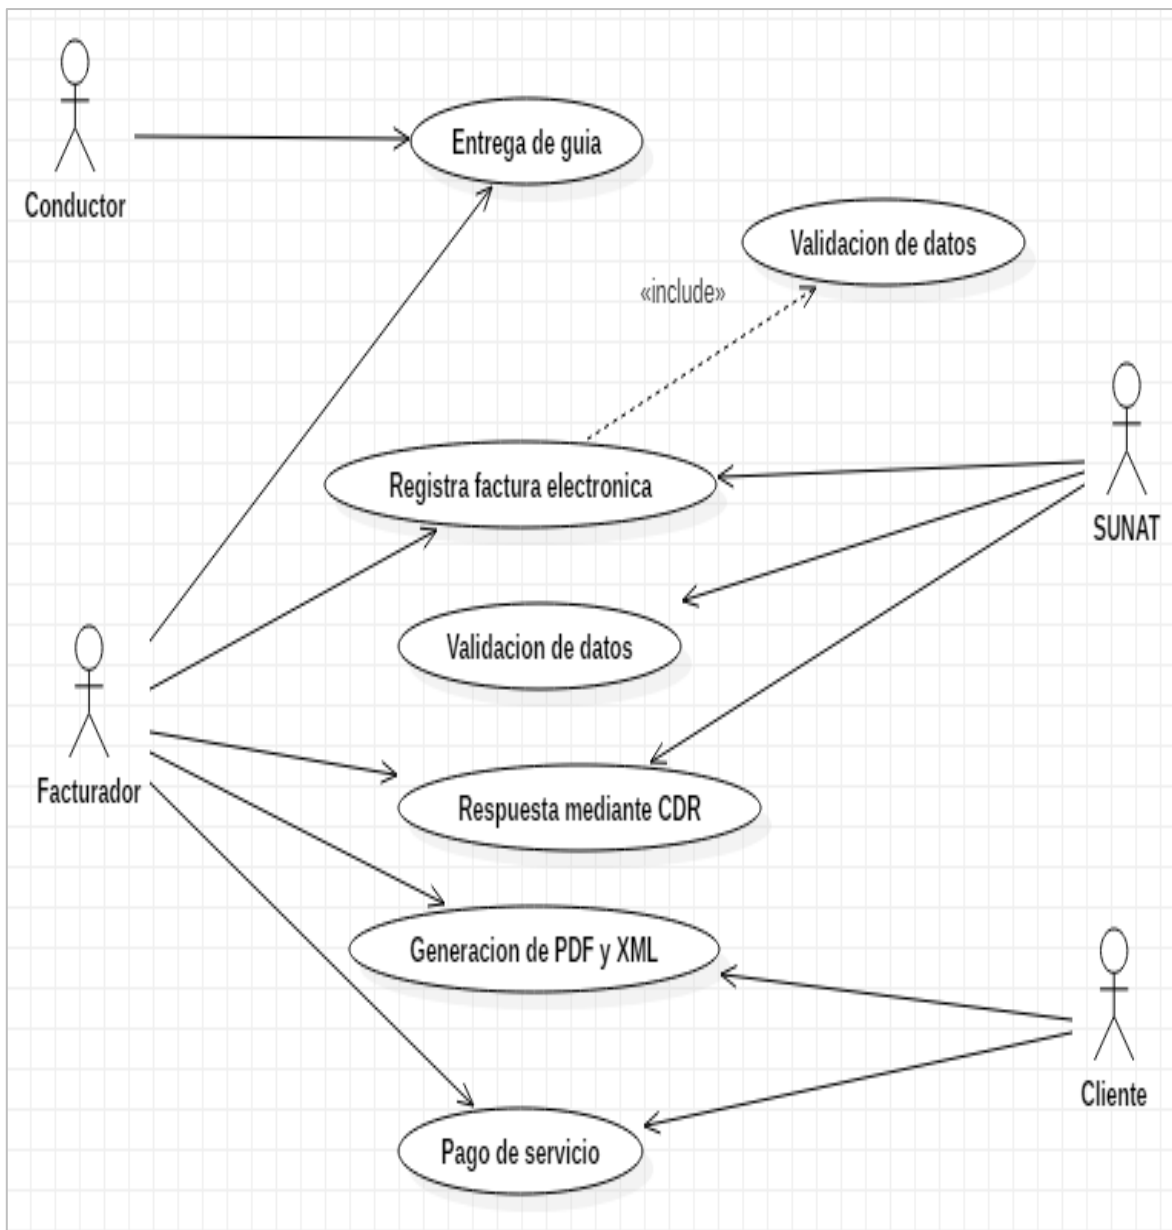 Entrega de guia
Conductor
Validacion de datos
«include»
Registra factura electronica
SUNAT
Validacion de datos
Facturador
Respuesta mediante CDR
Generacion de PDF y XML
Cliente
Pago de servicio